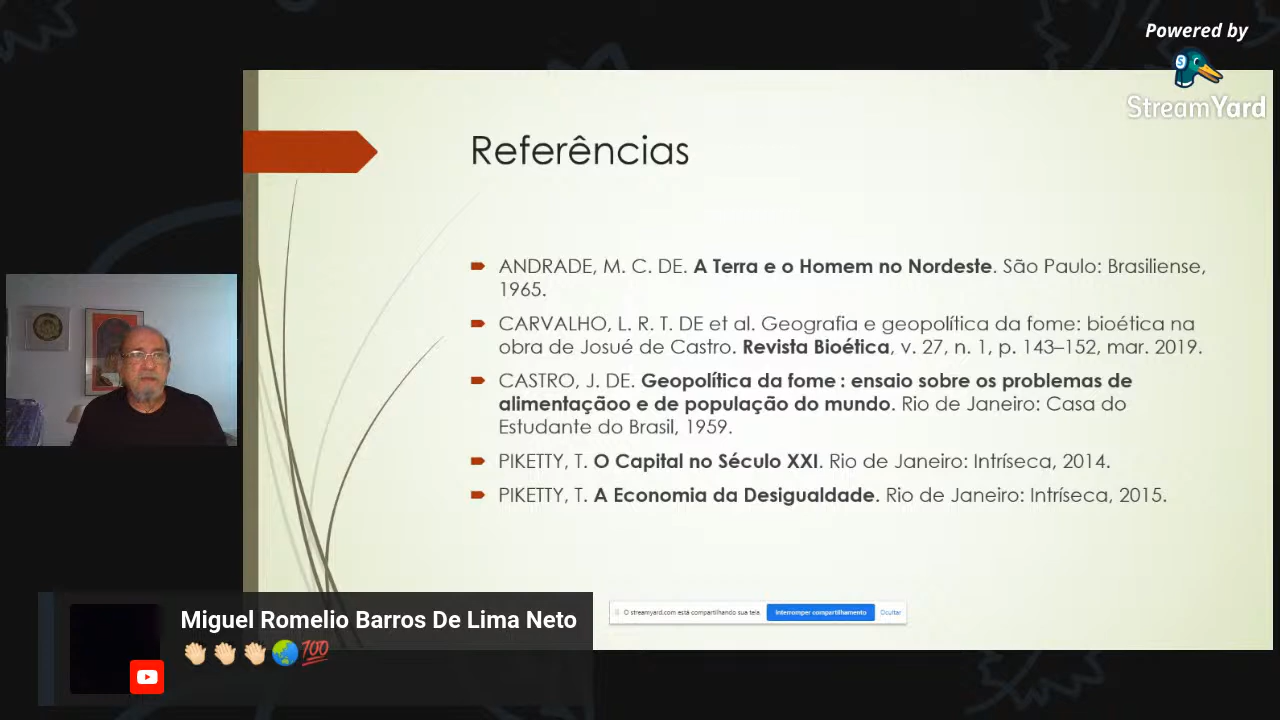 Powered by
StreamYard
Referências
ANDRADE, M. C. DE. A Terra e o Homem no Nordeste. São Paulo: Brasiliense,
1965.
CARVALHO, L. R. T. DE et al. Geografia e geopolítica da fome: bioética na
obra de Josué de Castro. Revista Bioética, v. 27, n. 1, p. 143–152, mar. 2019.
CASTRO, J. DE. Geopolítica da fome : ensaio sobre os problemas de
alimentaçãoo e de população do mundo. Rio de Janeiro: Casa do
Estudante do Brasil, 1959.
PIKETTY, T. O Capital no Século XXI. Rio de Janeiro: Intríseca, 2014.
PIKETTY, T. A Economia da Desigualdade. Rio de Janeiro: Intríseca, 2015.
O streamyard.com está compartilhando sua tela. Interromper compartilhamento Ocultar
Miguel Romelio Barros De Lima Neto
👏🏻👏🏻👏🏻🌏💯